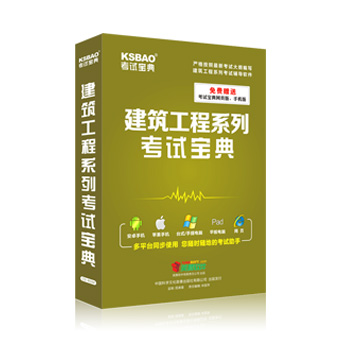 KSBAO
考试宝典
严格按照最新考试大纲编写
建筑工程系列考试辅导软件
免费赠送
考试宝典网页版、手机版
建筑工程系列
考试宝典
安卓手机
苹果手机
台式/手提电脑
Pad
平板电脑
网页
多平台同步使用 您随时随地的考试助手
建筑工程系列考试宝典